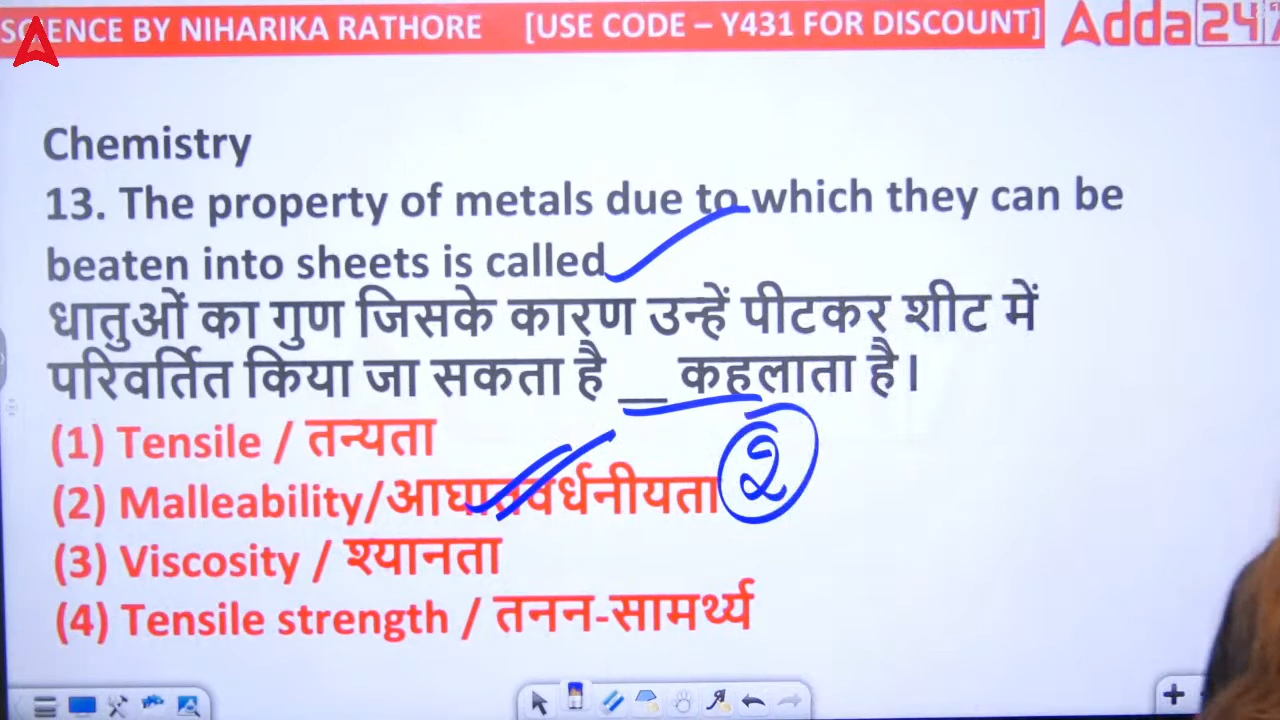 SCIENCE BY NIHARIKA RATHORE [USE CODE – Y431 FOR DISCOUNT]
Adda247
Chemistry
13. The property of metals due to which they can be
beaten into sheets is called
धातुओं का गुण जिसके कारण उन्हें पीटकर शीट में
परिवर्तित किया जा सकता है __ कहलाता है।
(1) Tensile / तन्यता
(2) Malleability/आघातवर्धनीयता 2
(3) Viscosity / श्यानता
(4) Tensile strength / तनन-सामर्थ्य